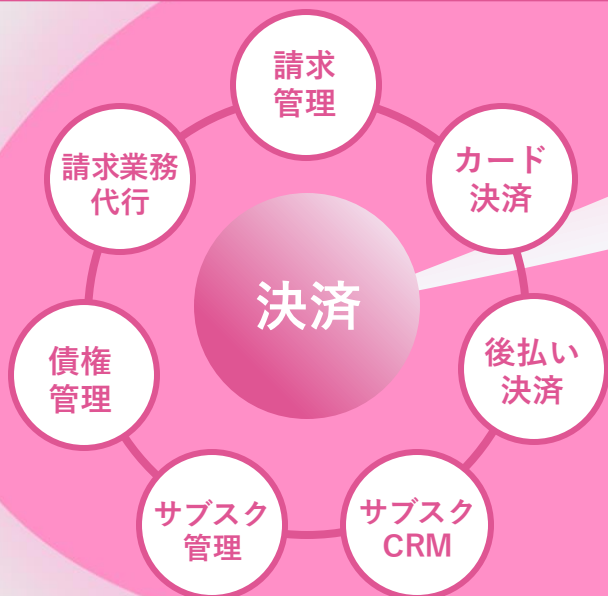 請求
管理
カード
決済
後払い
決済
サブスク
CRM
サブスク
管理
債権
管理
請求業務
代行
決済